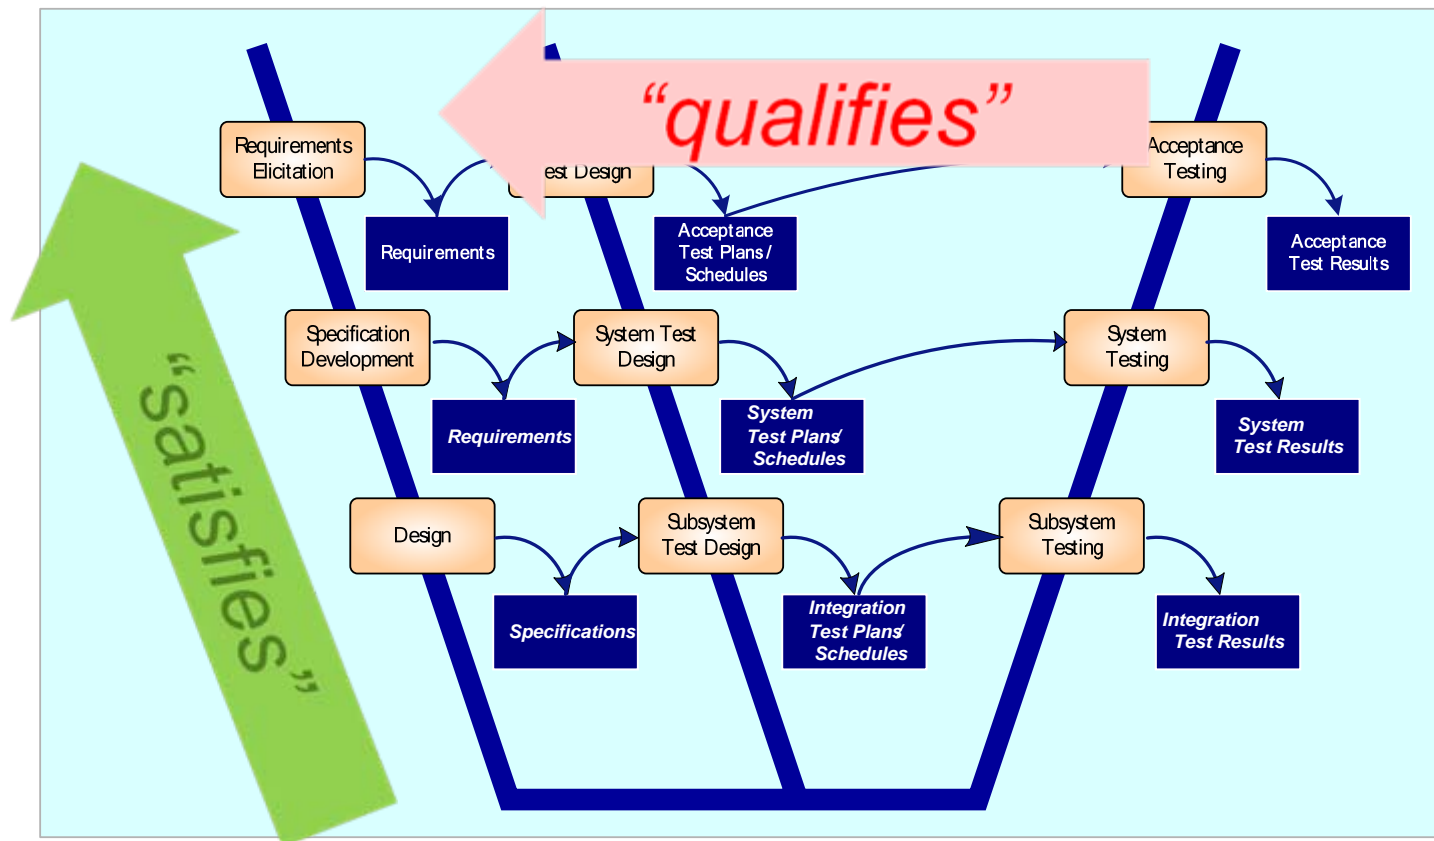 “qualifies”
Requirements
Elicitation
Test Design
Acceptance
Testing
Requirements
Acceptance
Test Plans/
Schedules
Acceptance
Test Results
“satisfies”
Specification
Development
System Test
Design
System
Testing
Requirements
System
Test Plans/
Schedules
System
Test Results
Design
Subsystem
Test Design
Subsystem
Testing
Specifications
Integration
Test Plans/
Schedules
Integration
Test Results